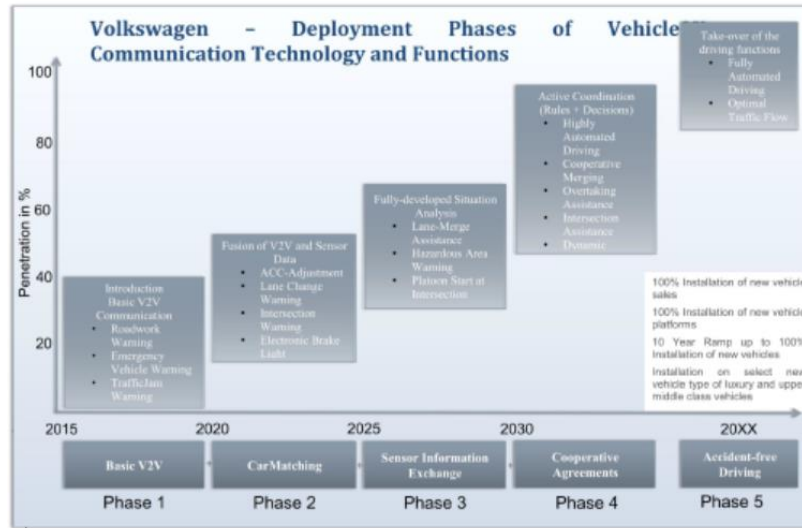 Volkswagen – Deployment Phases of Vehicle
Communication Technology and Functions
Penetration in %
100
80
60
40
20
Introduction
Basic V2V
Communication
• Roadwork
Warning
• Emergency
Vehicle Warning
• TrafficJam
Warning
Fusion of V2V and Sensor
Data
• ACC-Adjustment
• Lane Change
Warning
• Intersection
Warning
• Electronic Brake
Light
Fully-developed Situation
Analysis
• Lane-Merge
Assistance
• Hazardous Area
Warning
• Platoon Start at
Intersection
Active Coordination
(Rules + Decisions)
• Highly
Automated
Driving
• Cooperative
Merging
• Overtaking
Assistance
• Intersection
Assistance
• Dynamic
Take-over of the
driving functions
• Fully
Automated
Driving
• Optimal
Traffic Flow
100% Installation of new vehicle
sales
100% Installation of new vehicle
platforms
10 Year Ramp up to 100%
Installation of new vehicles
Installation on select new
vehicle type of luxury and upper
middle class vehicles
2015 2020 2025 2030 20XX
Basic V2V
CarMatching
Sensor Information
Exchange
Cooperative
Agreements
Accident-free
Driving
Phase 1 Phase 2 Phase 3 Phase 4 Phase 5